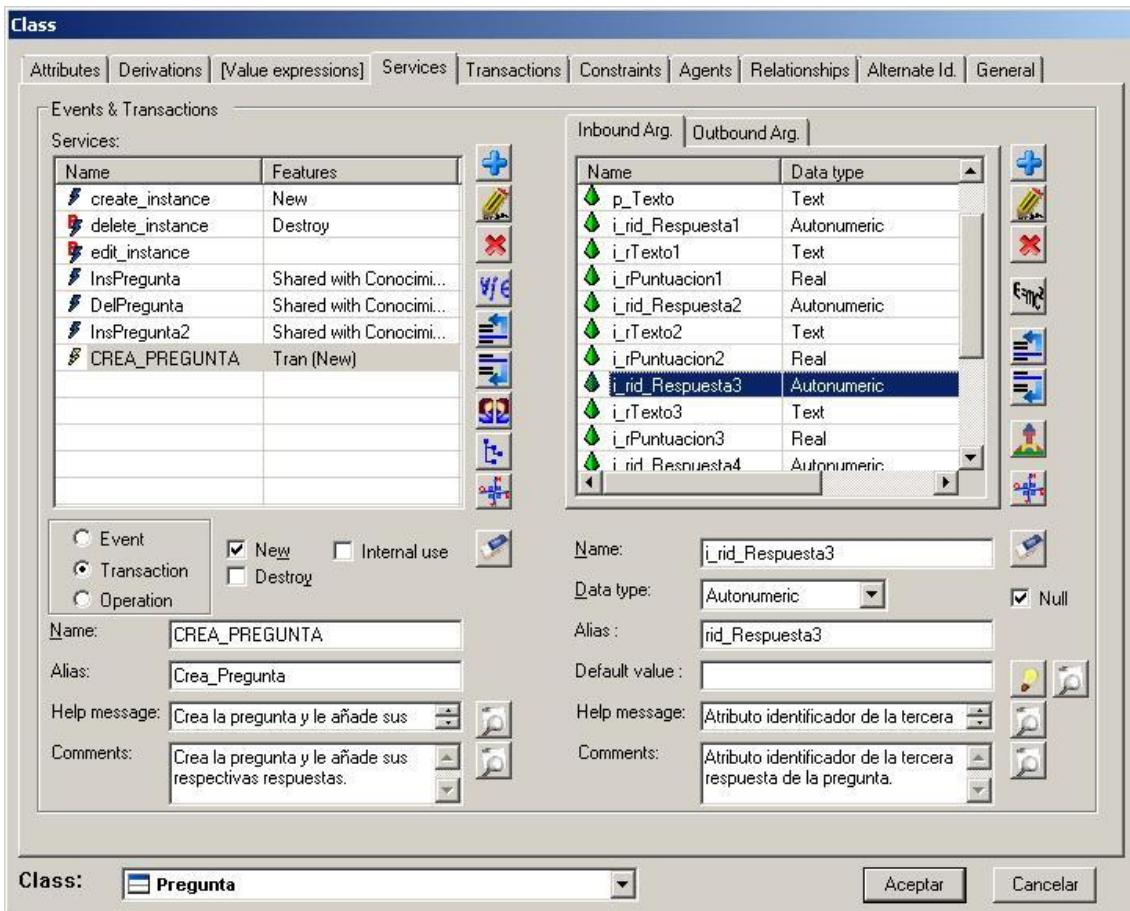 Class
Attributes Derivations [Value expressions] Services Transactions Constraints Agents Relationships Alternate Id. General
Events & Transactions
Services:
Name Features
create_instance New
delete_instance Destroy
edit_instance
InsPregunta Shared with Conocimi...
DelPregunta Shared with Conocimi...
InsPregunta2 Shared with Conocimi...
CREA_PREGUNTA Tran (New)
Inbound Arg. Outbound Arg.
Name Data type
p_Texto Text
i_rid_Respuesta1 Autonumeric
i_rTexto1 Text
i_rPuntuacion1 Real
i_rid_Respuesta2 Autonumeric
i_rTexto2 Text
i_rPuntuacion2 Real
i_rid_Respuesta3 Autonumeric
i_rTexto3 Text
i_rPuntuacion3 Real
i_rid_Respuesta4 Autonumeric
Event
Transaction
Operation
New
Internal use
Destroy
Name: CREA_PREGUNTA
Alias: Crea_Pregunta
Help message: Crea la pregunta y le añade sus
Comments: Crea la pregunta y le añade sus
respectivas respuestas.
Name: i_rid_Respuesta3
Data type: Autonumeric
Null
Alias : rid_Respuesta3
Default value :
Help message: Atributo identificador de la tercera
Comments: Atributo identificador de la tercera
respuesta de la pregunta.
Class: Pregunta
Aceptar Cancelar